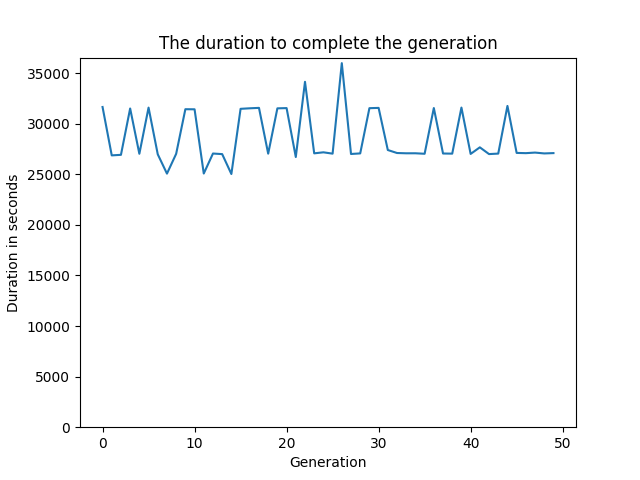 The duration to complete the generation
35000
30000
25000
20000
15000
10000
5000
0
Duration in seconds
0 10 20 30 40 50
Generation